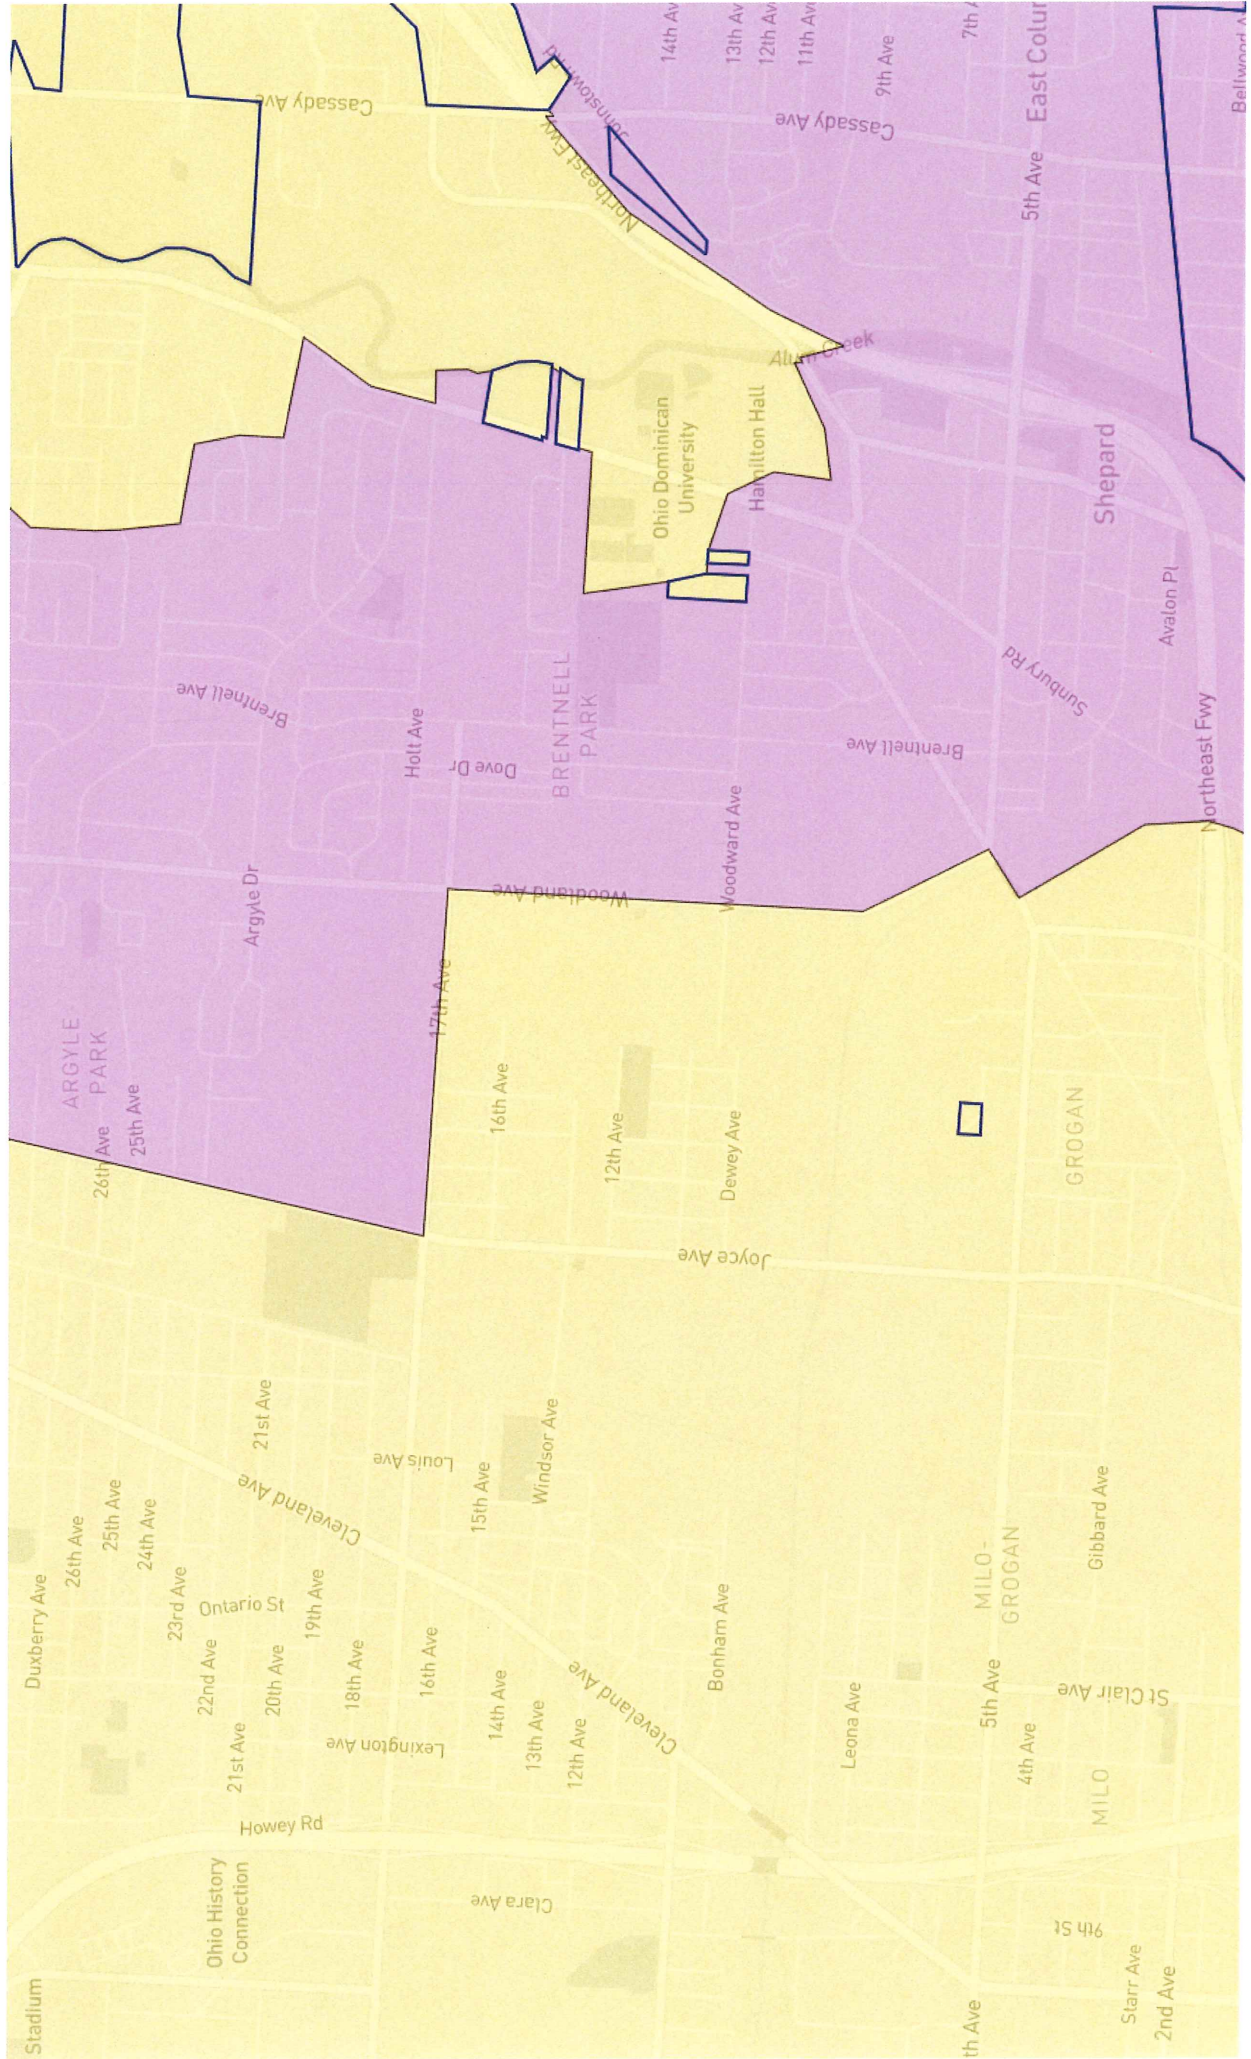 14th Av
13th Av
12th Av
11th Av
9th Ave
7th
East Colu
Bellwood A
Johnstown Rd
Cassady Ave
Cassady Ave
Northeast Fwy
5th Ave
Alum Creek
Ohio Dominican
University
Hamilton Hall
Shepard
Avalon Pl
Sunbury Rd
Brentnell Ave
Holt Ave
Dove Dr
BRENTNELL
PARK
Brentnell Ave
Northeast Fwy
Woodward Ave
Woodland Ave
Argyle Dr
17th Ave
ARGYLE
PARK
26th Ave
25th Ave
16th Ave
12th Ave
Dewey Ave
GROGAN
Joyce Ave
21st Ave
Louis Ave
Cleveland Ave
15th Ave
Windsor Ave
Gibbard Ave
MILO-
GROGAN
Duxberry Ave
26th Ave
25th Ave
24th Ave
23rd Ave
Ontario St
19th Ave
22nd Ave
20th Ave
18th Ave
16th Ave
Bonham Ave
Cleveland Ave
14th Ave
13th Ave
12th Ave
21st Ave
Lexington Ave
Leona Ave
5th Ave
St Clair Ave
4th Ave
MILO
Howey Rd
Ohio History
Connection
Clara Ave
9th St
Starr Ave
2nd Ave
th Ave
Stadium